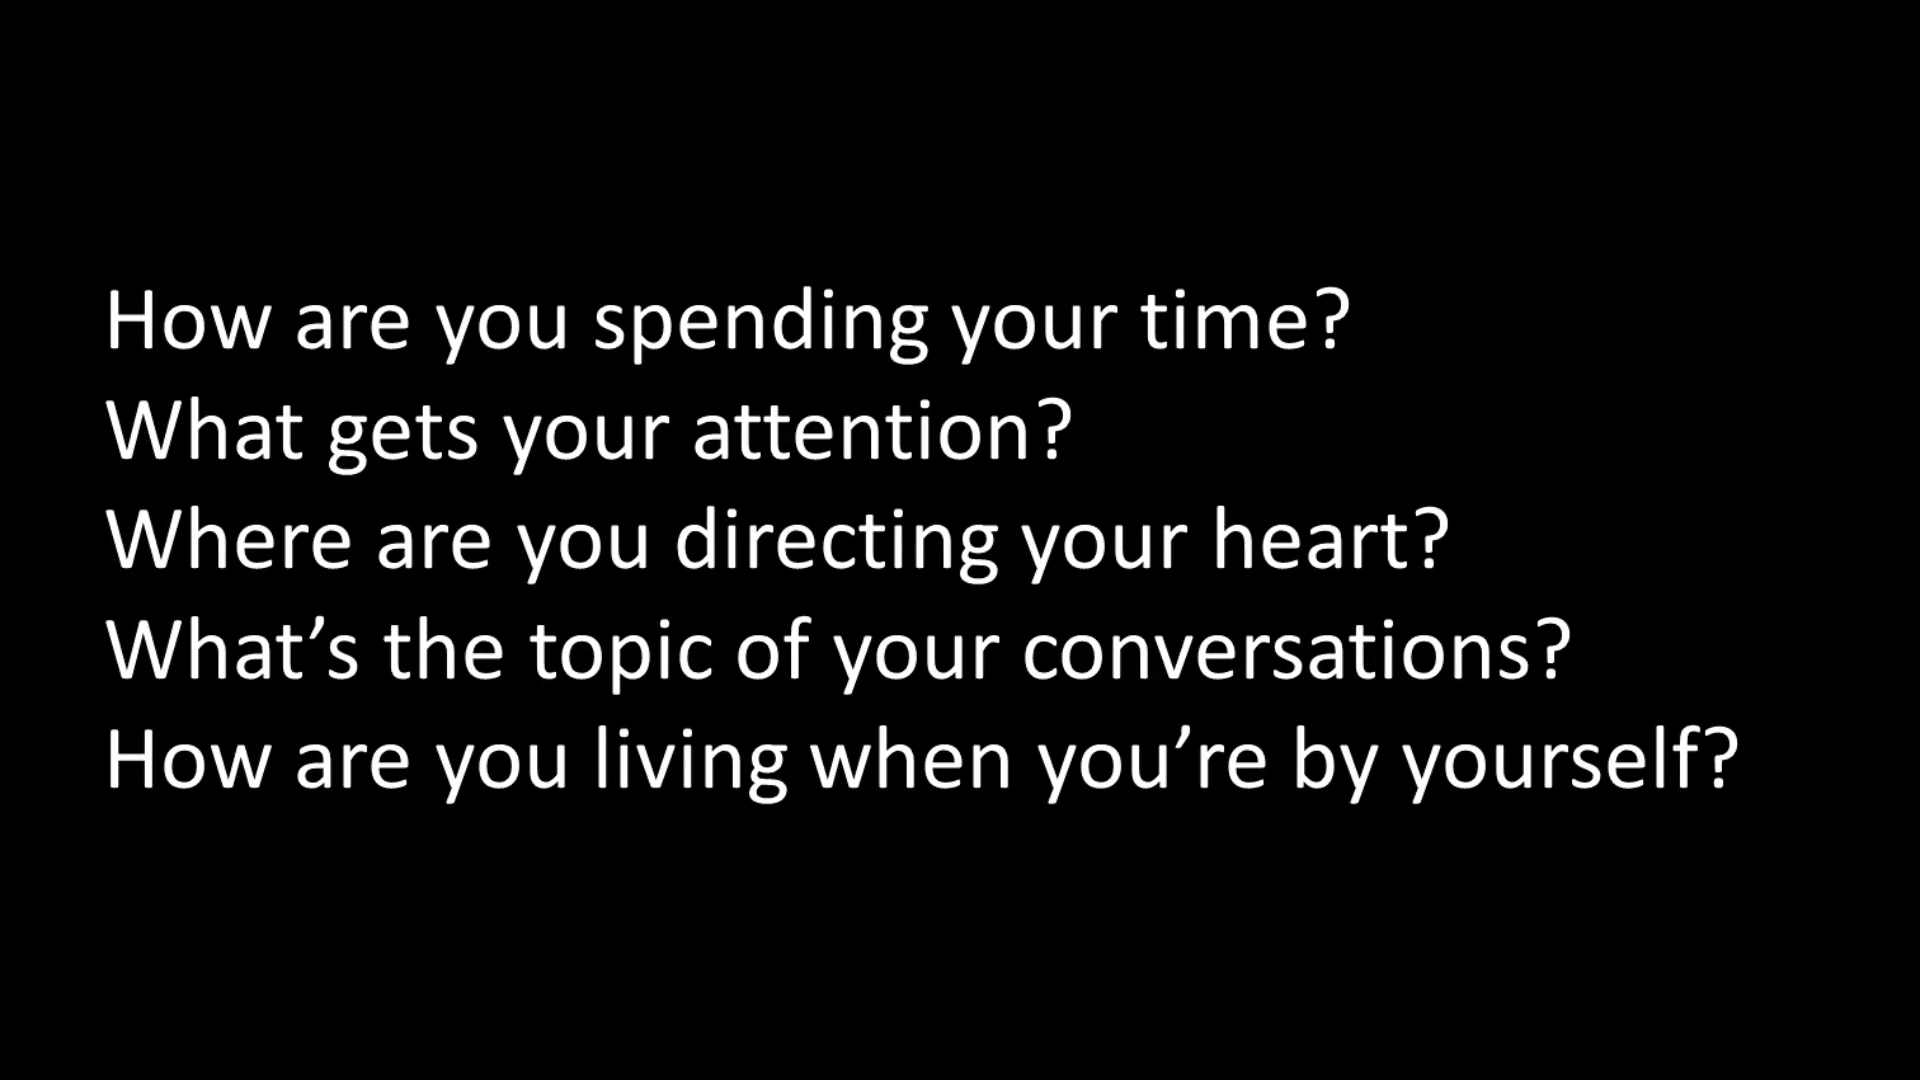 How are you spending your time?
What gets your attention?
Where are you directing your heart?
What’s the topic of your conversations?
How are you living when you’re by yourself?